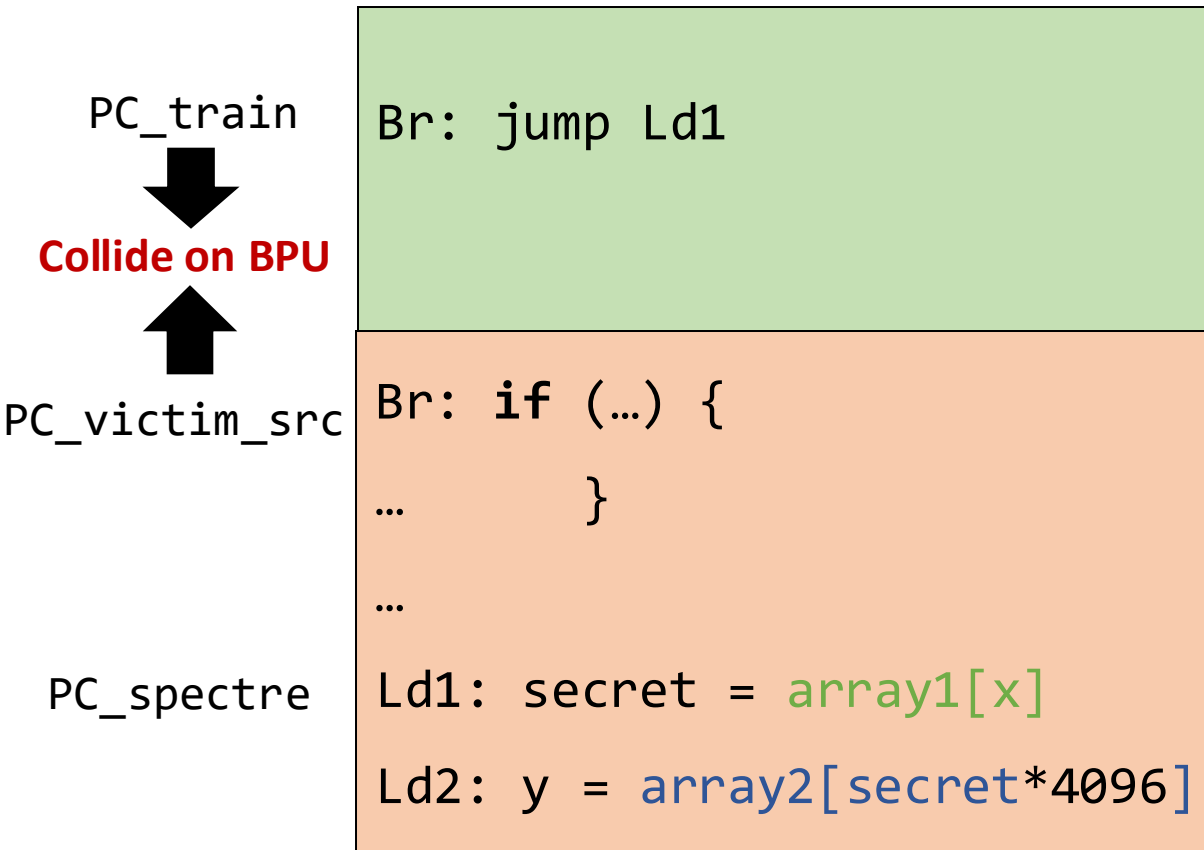 PC_train
Br: jump Ld1
Collide on BPU
PC_victim_src
Br: if (…) {
… }
…
PC_spectre
Ld1: secret = array1[x]
Ld2: y = array2[secret*4096]